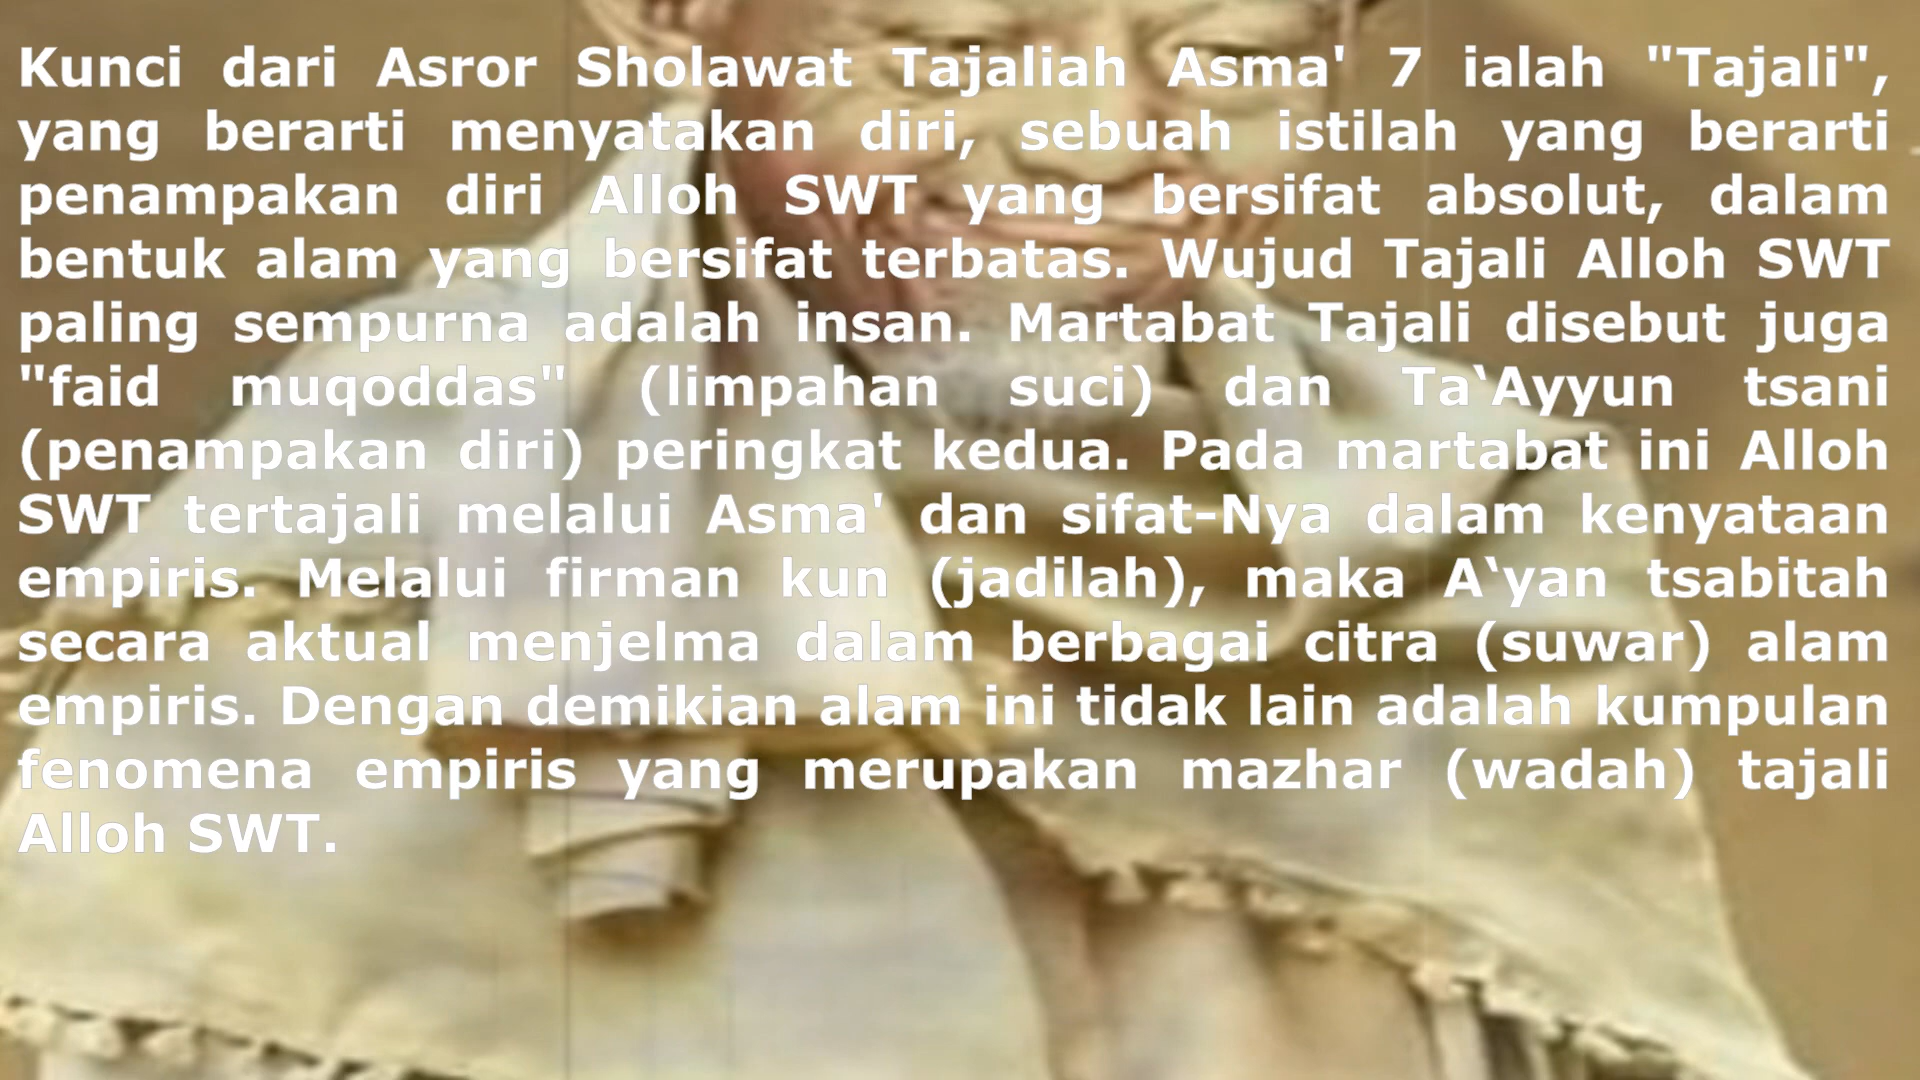 Kunci dari Asror Sholawat Tajaliah Asma' 7 ialah "Tajali",
yang berarti menyatakan diri, sebuah istilah yang berarti
penampakan diri Alloh SWT yang bersifat absolut, dalam
bentuk alam yang bersifat terbatas. Wujud Tajali Alloh SWT
paling sempurna adalah insan. Martabat Tajali disebut juga
"faid muqoddas" (limpahan suci) dan Ta‛Ayyun tsani
(penampakan diri) peringkat kedua. Pada martabat ini Alloh
SWT tertajali melalui Asma' dan sifat-Nya dalam kenyataan
empiris. Melalui firman kun (jadilah), maka A‛yan tsabitah
secara aktual menjelma dalam berbagai citra (suwar) alam
empiris. Dengan demikian alam ini tidak lain adalah kumpulan
fenomena empiris yang merupakan mazhar (wadah) tajali
Alloh SWT.